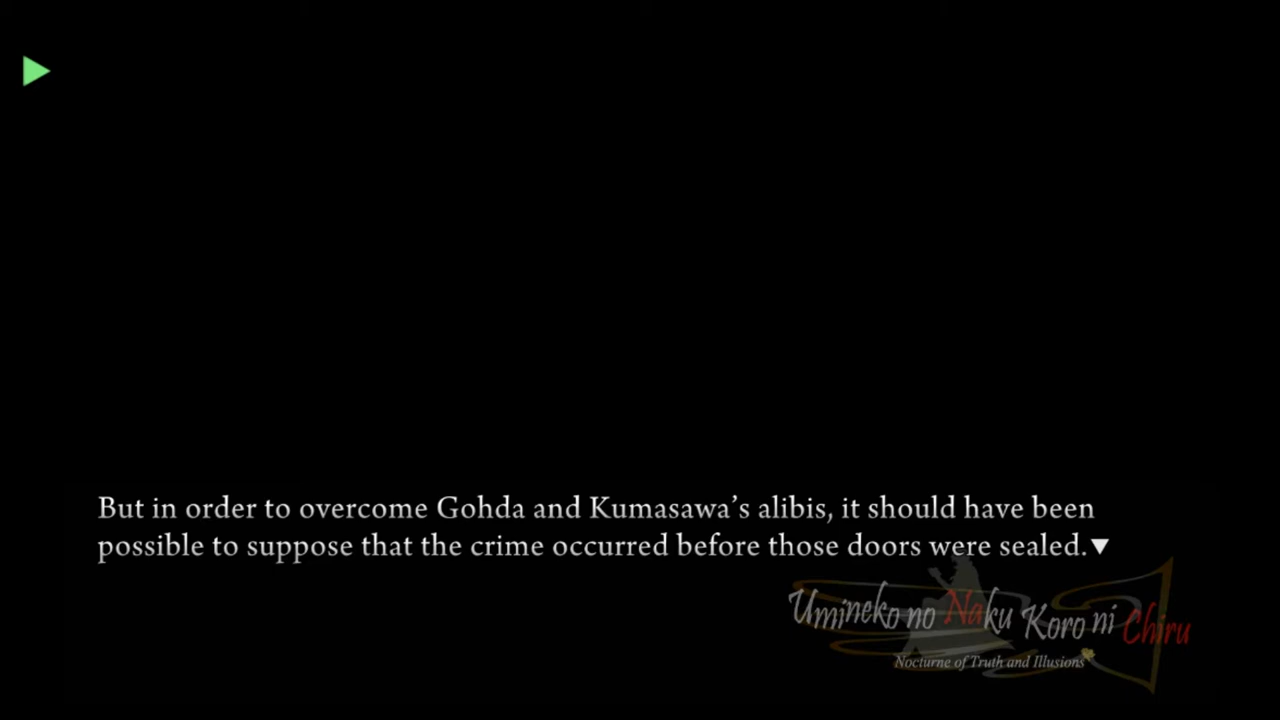 But in order to overcome Gohda and Kumasawa’s alibis, it should have been
possible to suppose that the crime occurred before those doors were sealed.▼
Umineko no Naku Koro ni Chiru
Nocturne of Truth and Illusions